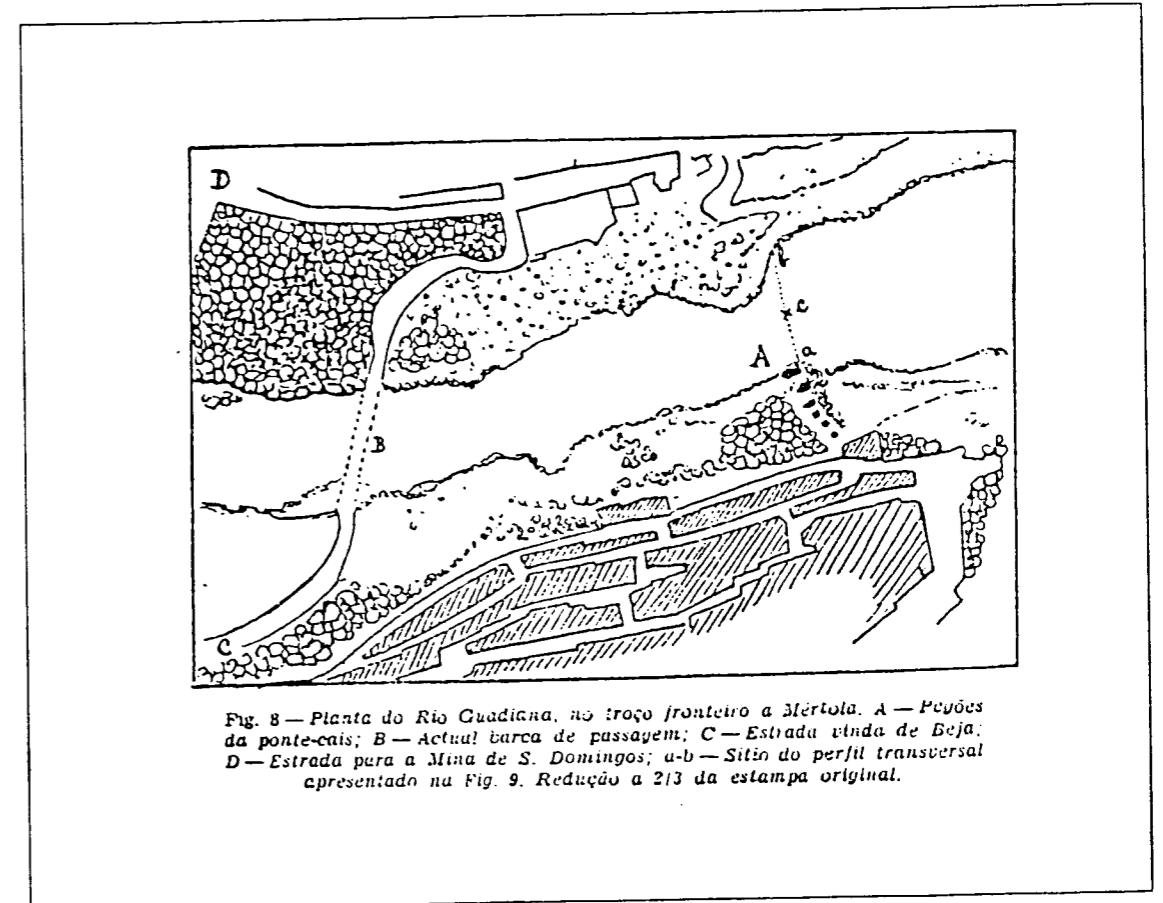 D
b
c
A
a
B
C
Fig. 8 — Planta do Rio Guadiana, no troço fronteiro a Mértola. A — Pegões
da ponte-cais; B — Actual barca de passagem; C — Estrada vinda de Beja;
D — Estrada para a Mina de S. Domingos; a-b — Sítio do perfil transversal
apresentado na Fig. 9. Redução a 2/3 da estampa original.